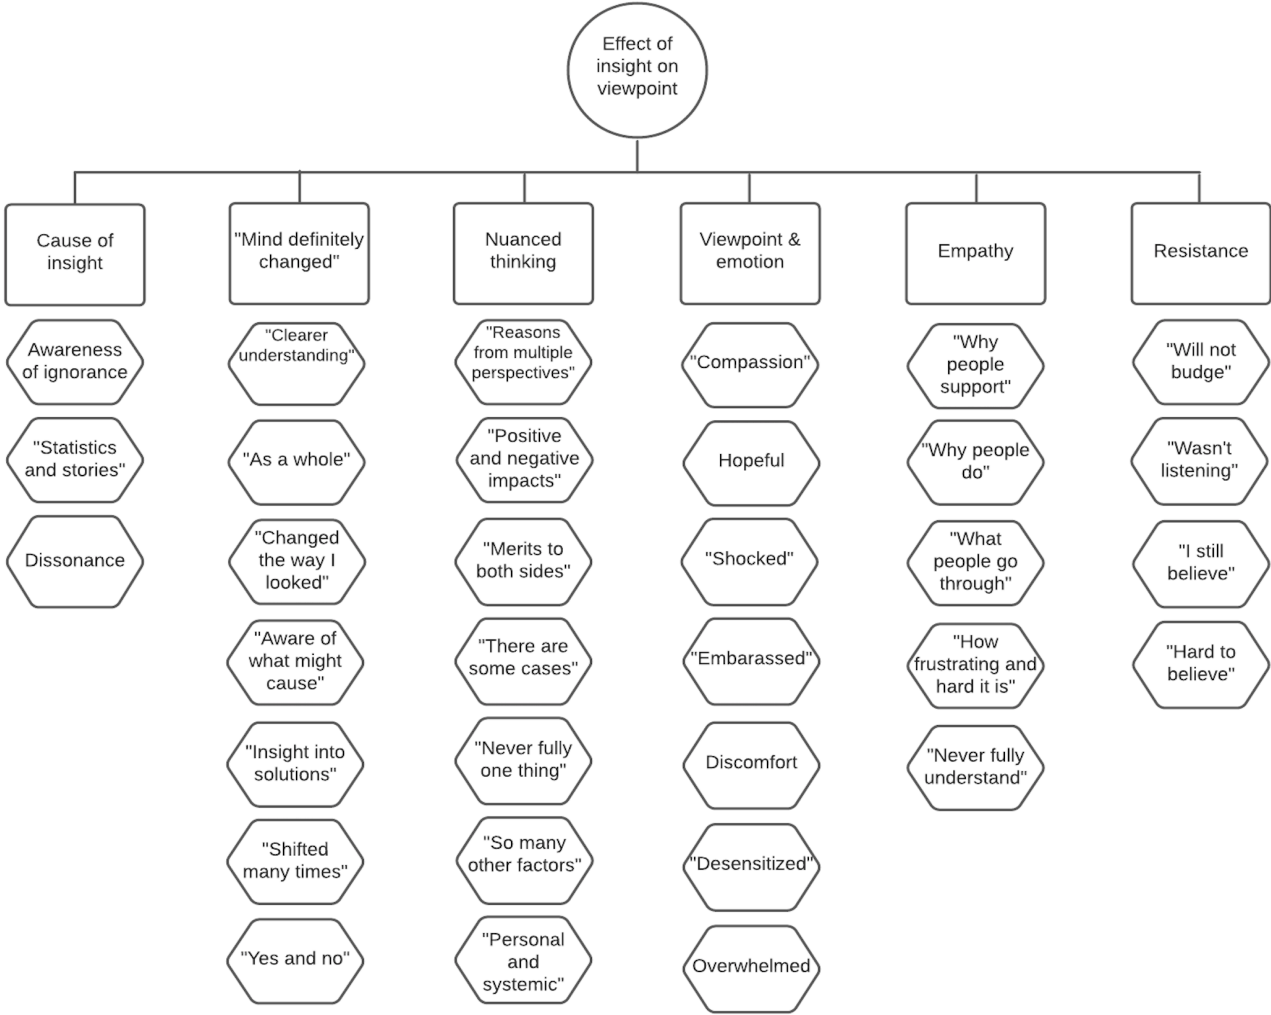 Effect of
insight on
viewpoint
Cause of
insight
"Mind definitely
changed"
Nuanced
thinking
Viewpoint &
emotion
Empathy
Resistance
Awareness
of ignorance
"Statistics
and stories"
Dissonance
"Clearer
understanding"
"As a whole"
"Changed
the way I
looked"
"Aware of
what might
cause"
"Insight into
solutions"
"Shifted
many times"
"Yes and no"
"Reasons
from multiple
perspectives"
"Positive
and negative
impacts"
"Merits to
both sides"
"There are
some cases"
"Never fully
one thing"
"So many
other factors"
"Personal
and
systemic"
"Compassion"
Hopeful
"Shocked"
"Embarassed"
Discomfort
"Desensitized"
Overwhelmed
"Why
people
support"
"Why people
do"
"What
people go
through"
"How
frustrating and
hard it is"
"Never fully
understand"
"Will not
budge"
"Wasn't
listening"
"I still
believe"
"Hard to
believe"